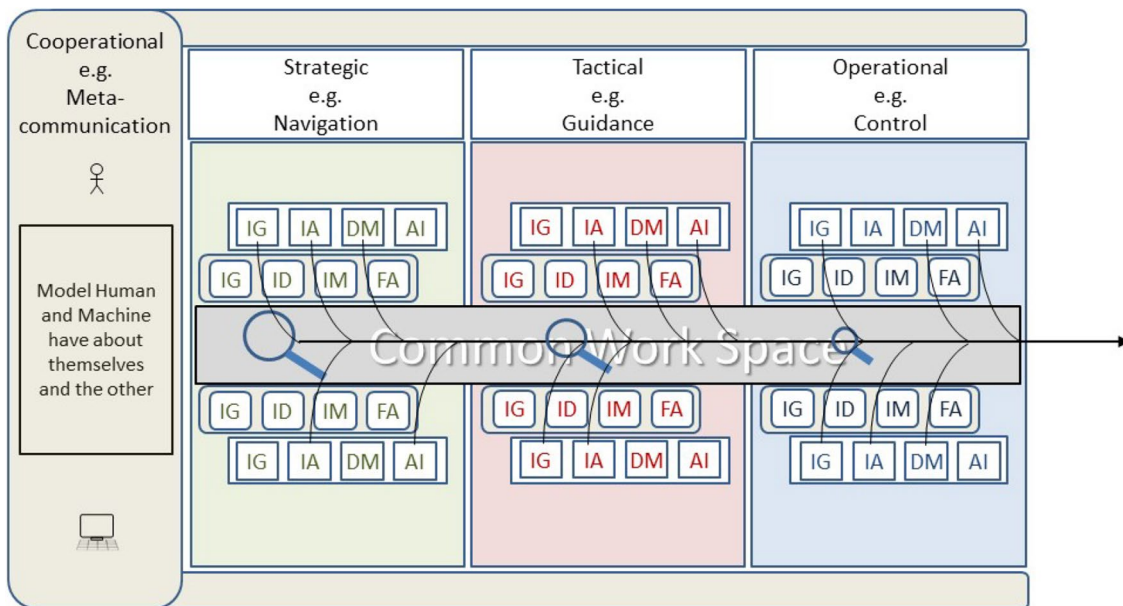 Cooperational
e.g.
Meta-
communication
Model Human
and Machine
have about
themselves
and the other
Strategic
e.g.
Navigation
Tactical
e.g.
Guidance
Operational
e.g.
Control
IG IA DM AI
IG ID IM FA
IG IA DM AI
IG ID IM FA
IG IA DM AI
IG ID IM FA
Common Work Space
IG ID IM FA
IG IA DM AI
IG ID IM FA
IG IA DM AI
IG ID IM FA
IG IA DM AI